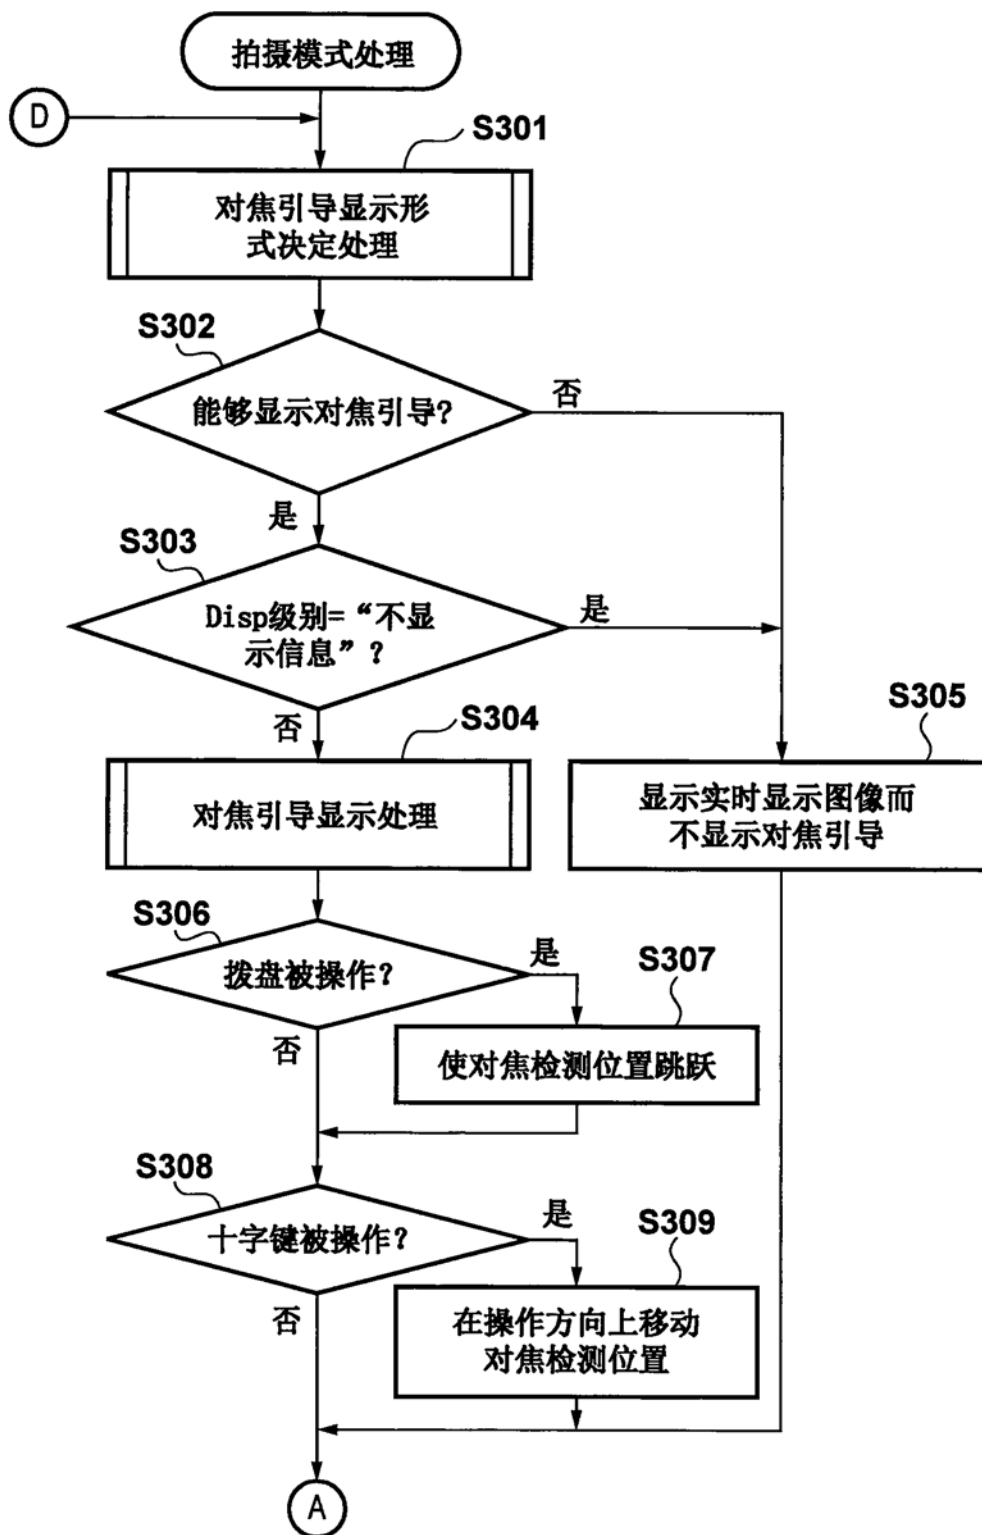 拍摄模式处理
D
S301
对焦引导显示形
式决定处理
S302
能够显示对焦引导?
否
是
S303
Disp级别=“不显
示信息”?
是
否
S304
对焦引导显示处理
S305
显示实时显示图像而
不显示对焦引导
S306
拨盘被操作?
是
否
S307
使对焦检测位置跳跃
S308
十字键被操作?
是
否
S309
在操作方向上移动
对焦检测位置
A